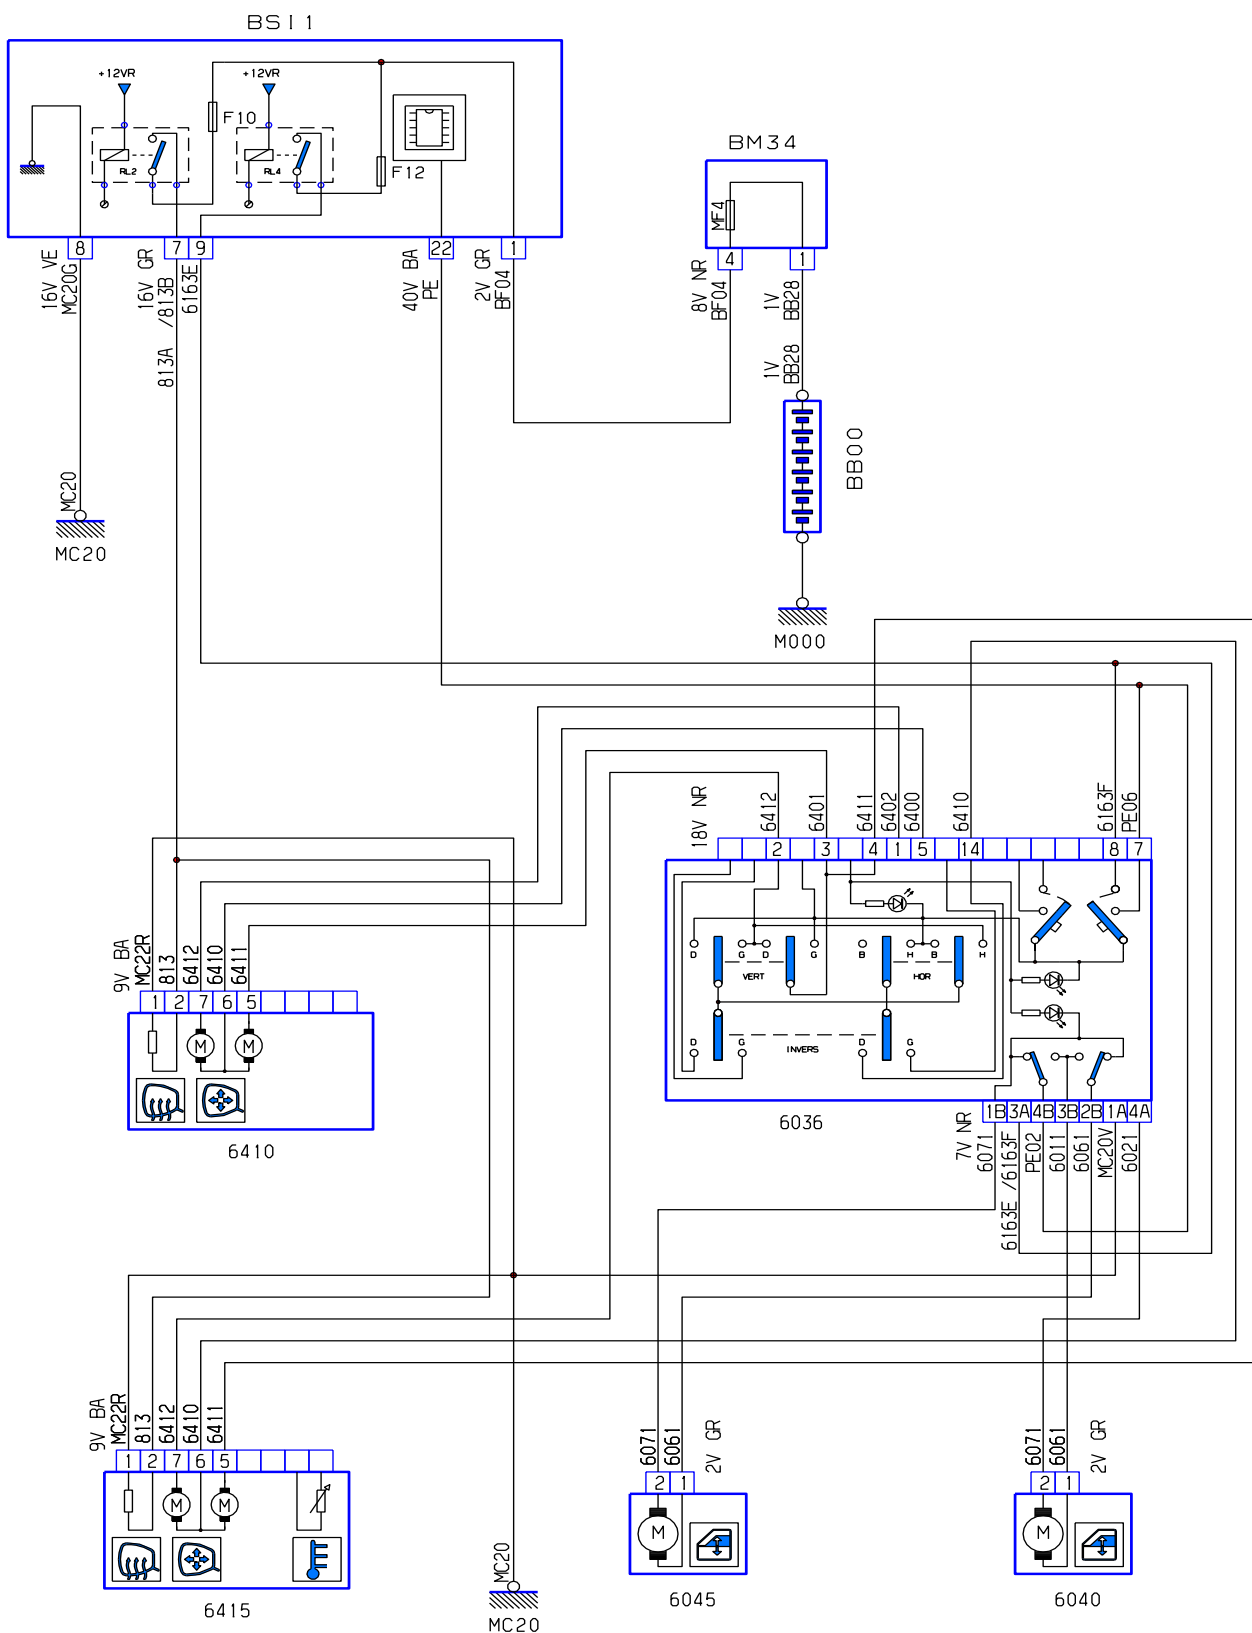 BSI1
+12VR
+12VR
F10
F12
RL2
RL4
8
7
9
22
1
16V VE
MC20G
16V GR
/813B
813A
6163E
40V BA
PE
2V GR
BF04
BM34
MF4
4
1
8V NR
BF04
1V
BB28
1V
BB28
BB00
M000
MC20
MC20
18V NR
6412
6401
6411
6402
6400
6410
6163F
PE06
2
3
4
1
5
14
8
7
D
G
D
G
B
H
B
H
VERT
HOR
D
G
INVERS
D
G
6036
1B
3A
4B
3B
2B
1A
4A
7V NR
6071
6163E /6163F
PE02
6011
6061
MC20V
6021
9V BA
MC22R
813
6412
6410
6411
1
2
7
6
5
M
M
6410
9V BA
MC22R
813
6412
6410
6411
1
2
7
6
5
M
M
6415
MC20
MC20
6071
6061
2V GR
2
1
M
6045
6071
6061
2V GR
2
1
M
6040